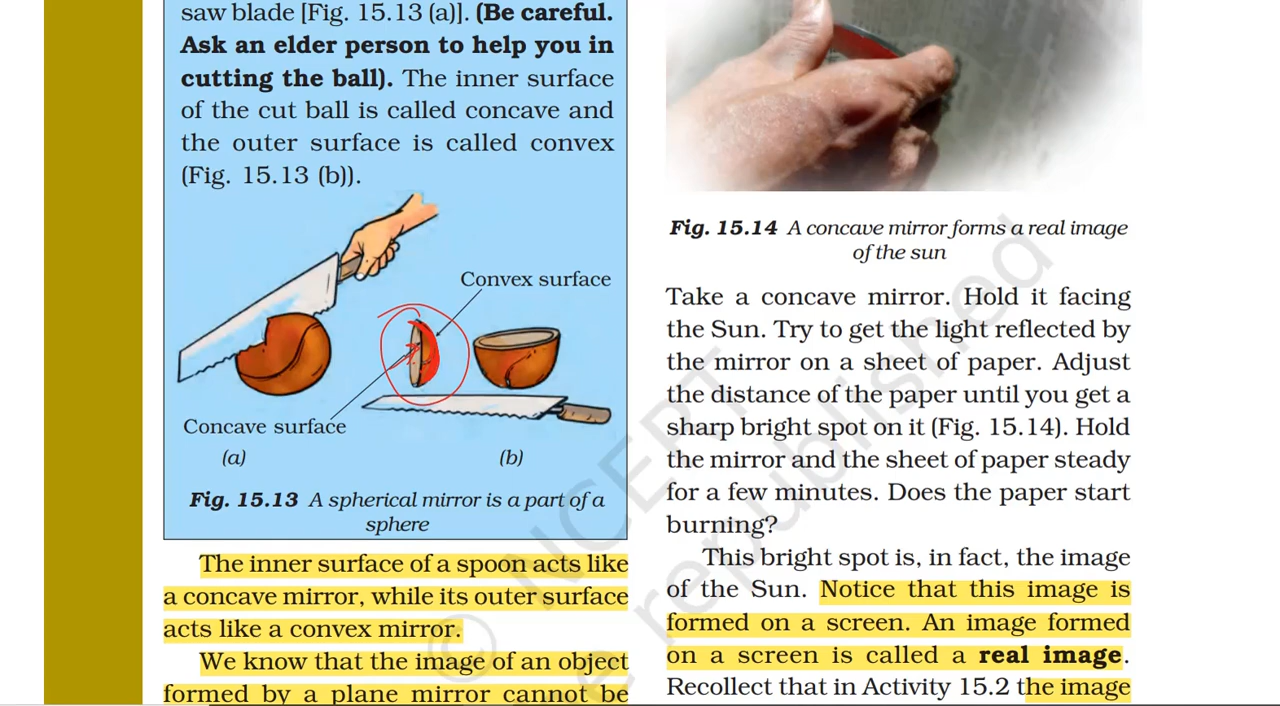 saw blade [Fig. 15.13 (a)]. (Be careful.
Ask an elder person to help you in
cutting the ball). The inner surface
of the cut ball is called concave and
the outer surface is called convex
(Fig. 15.13 (b)).
Convex surface
Concave surface
(a)
(b)
Fig. 15.13 A spherical mirror is a part of a
sphere
The inner surface of a spoon acts like
a concave mirror, while its outer surface
acts like a convex mirror.
We know that the image of an object
formed by a plane mirror cannot be
Fig. 15.14 A concave mirror forms a real image
of the sun
Take a concave mirror. Hold it facing
the Sun. Try to get the light reflected by
the mirror on a sheet of paper. Adjust
the distance of the paper until you get a
sharp bright spot on it (Fig. 15.14). Hold
the mirror and the sheet of paper steady
for a few minutes. Does the paper start
burning?
This bright spot is, in fact, the image
of the Sun. Notice that this image is
formed on a screen. An image formed
on a screen is called a real image.
Recollect that in Activity 15.2 the image
© NCERT
e republished